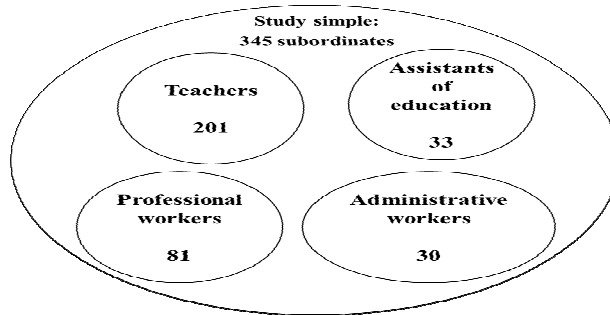 Study simple:
345 subordinates
Teachers
201
Assistants
of
education
33
Professional
workers
81
Administrative
workers
30